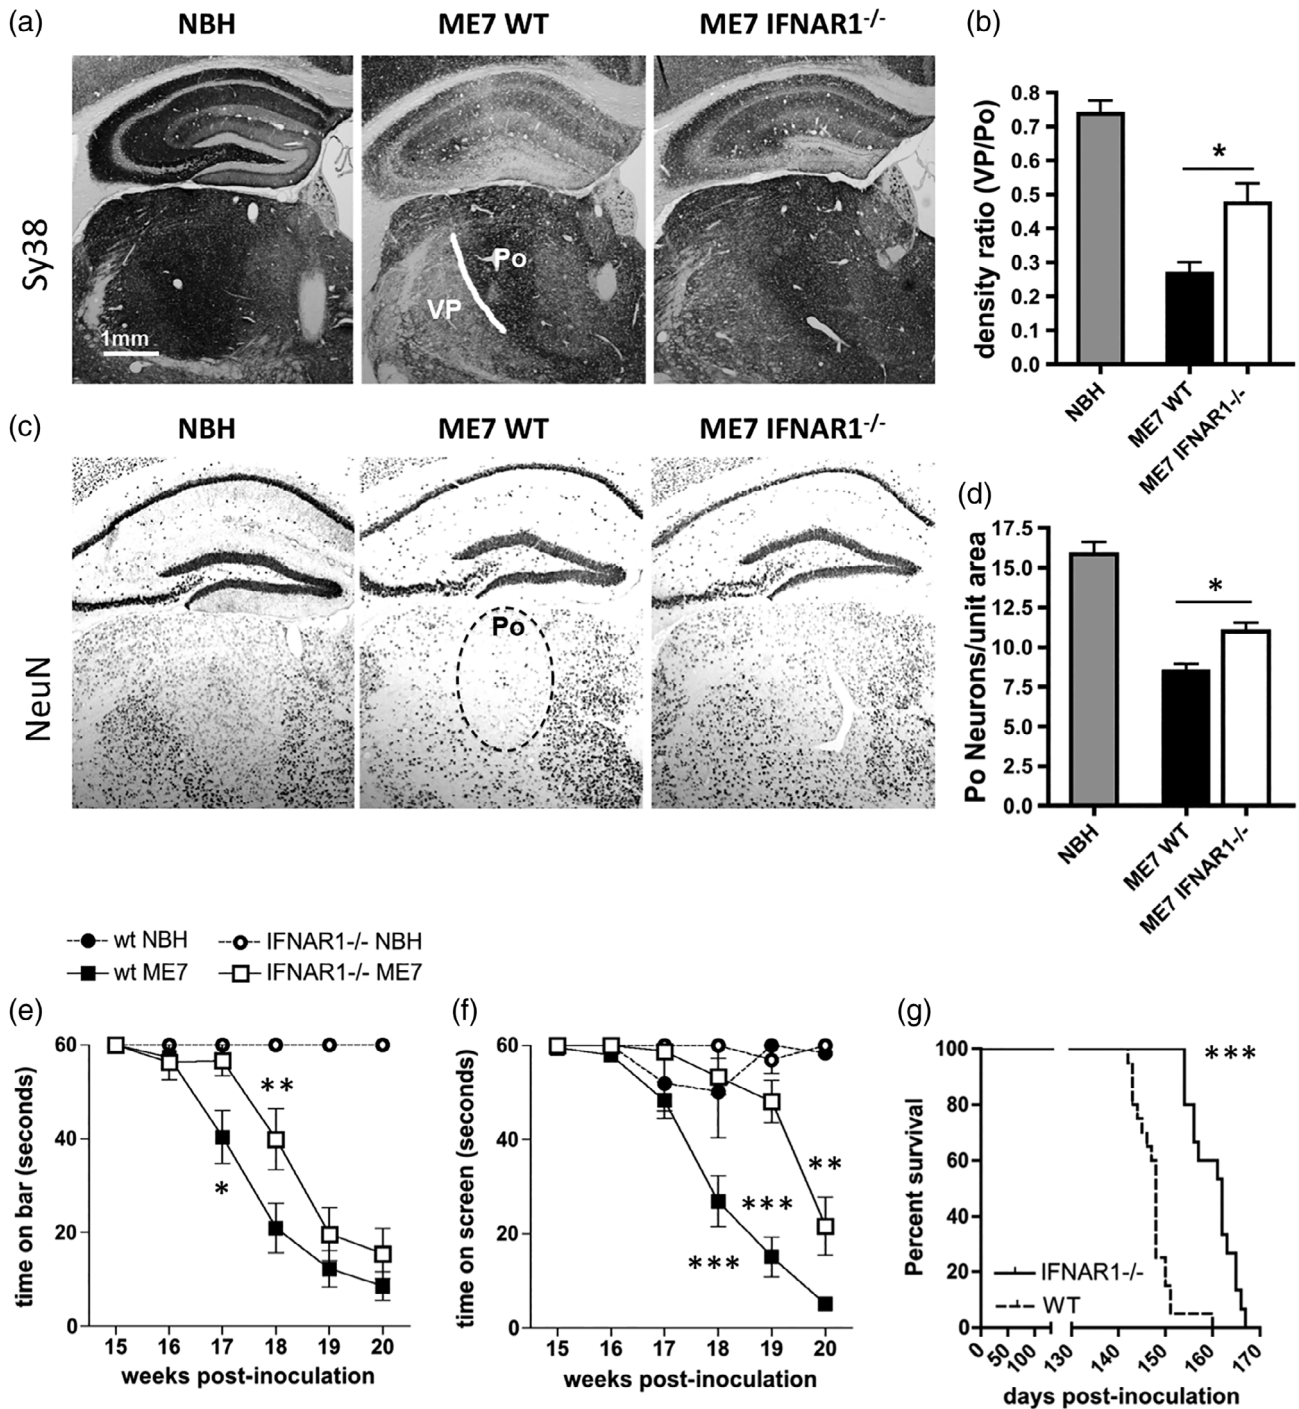 (a)
NBH
ME7 WT
ME7 IFNAR1-/-
Sy38
1mm
VP
Po
(b)
density ratio (VP/Po)
0.8
0.7
0.6
0.5
0.4
0.3
0.2
0.1
0.0
*
NBH
ME7 WT
ME7 IFNAR1-/-
(c)
NBH
ME7 WT
ME7 IFNAR1-/-
NeuN
Po
(d)
Po Neurons/unit area
17.5
15.0
12.5
10.0
7.5
5.0
2.5
0.0
*
NBH
ME7 WT
ME7 IFNAR1-/-
wt NBH
IFNAR1-/- NBH
wt ME7
IFNAR1-/- ME7
(e)
time on bar (seconds)
60
40
20
0
*
**
15 16 17 18 19 20
weeks post-inoculation
(f)
time on screen (seconds)
60
40
20
0
***
***
**
15 16 17 18 19 20
weeks post-inoculation
(g)
Percent survival
100
80
60
40
20
0
***
IFNAR1-/-
WT
0 50 100 130 140 150 160 170
days post-inoculation